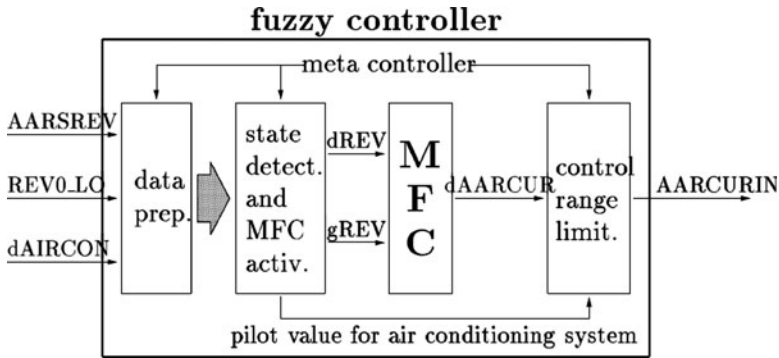 fuzzy controller
meta controller
AARSREV
REV0_LO
dAIRCON
data
prep.
state
detect.
and
MFC
activ.
dREV
gREV
M
F
C
dAARCUR
control
range
limit.
AARCURIN
pilot value for air conditioning system